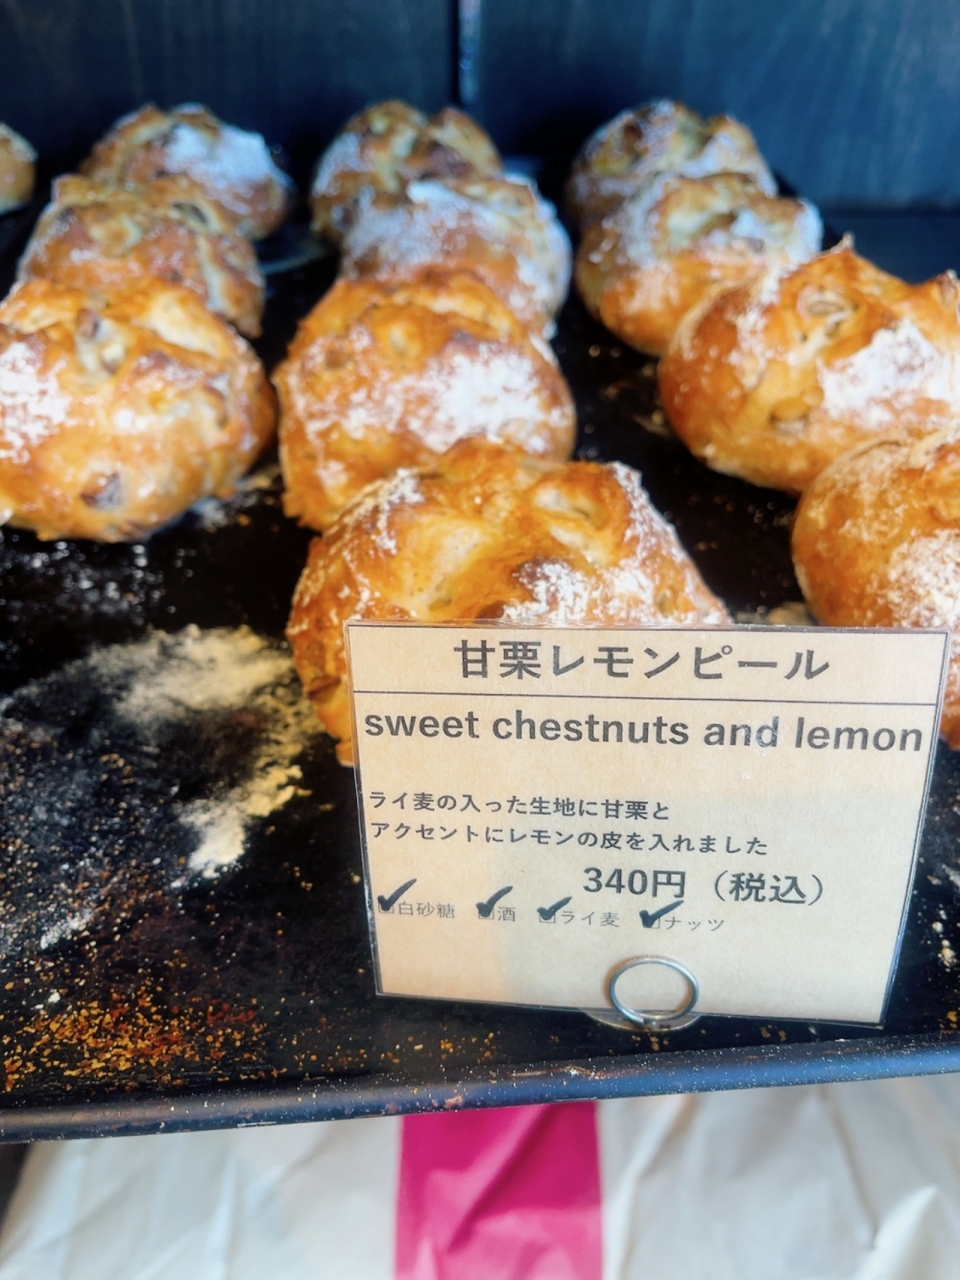 甘栗レモンピール
sweet chestnuts and lemon
ライ麦の入った生地に甘栗と
アクセントにレモンの皮を入れました
340円（税込）
☑白砂糖 ☑酒 ☑ライ麦 ☑ナッツ